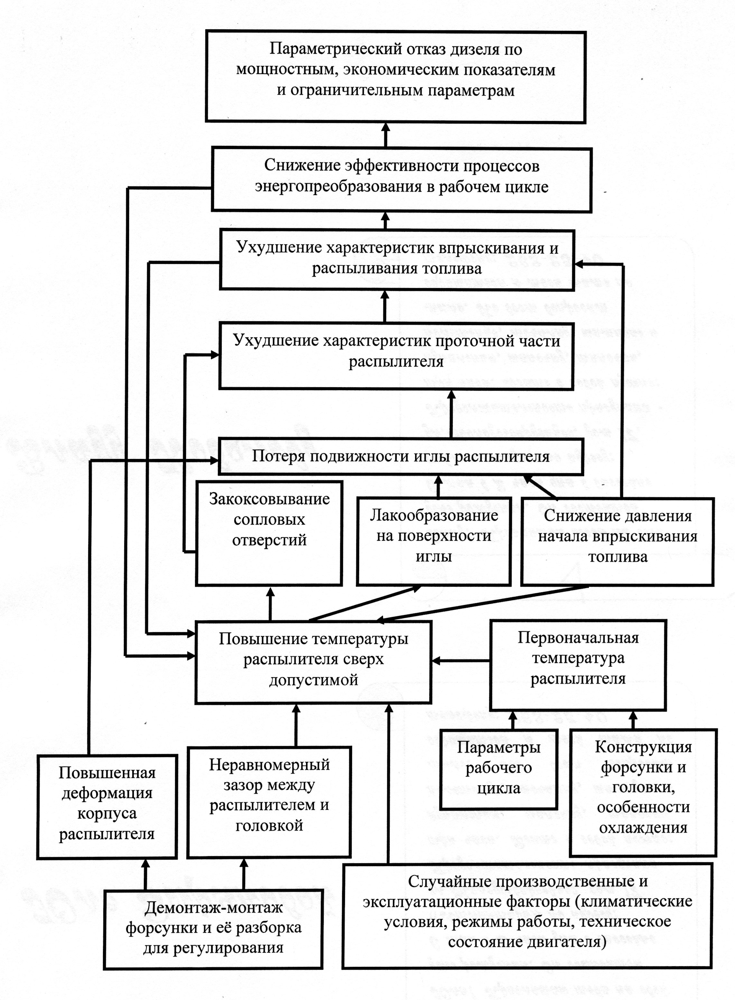 Параметрический отказ дизеля по
мощностным, экономическим показателям
и ограничительным параметрам
Снижение эффективности процессов
энергопреобразования в рабочем цикле
Ухудшение характеристик впрыскивания и
распыливания топлива
Ухудшение характеристик проточной части
распылителя
Потеря подвижности иглы распылителя
Закоксовывание
сопловых
отверстий
Лакообразование
на поверхности
иглы
Снижение давления
начала впрыскивания
топлива
Повышение температуры
распылителя сверх
допустимой
Первоначальная
температура
распылителя
Повышенная
деформация
корпуса
распылителя
Неравномерный
зазор между
распылителем и
головкой
Параметры
рабочего
цикла
Конструкция
форсунки и
головки,
особенности
охлаждения
Демонтаж-монтаж
форсунки и её разборка
для регулирования
Случайные производственные и
эксплуатационные факторы (климатические
условия, режимы работы, техническое
состояние двигателя)